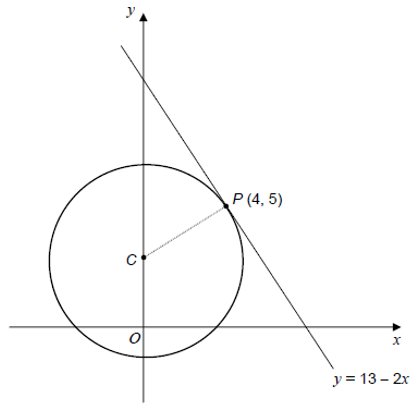 y
P (4, 5)
C
O
x
y = 13 – 2x